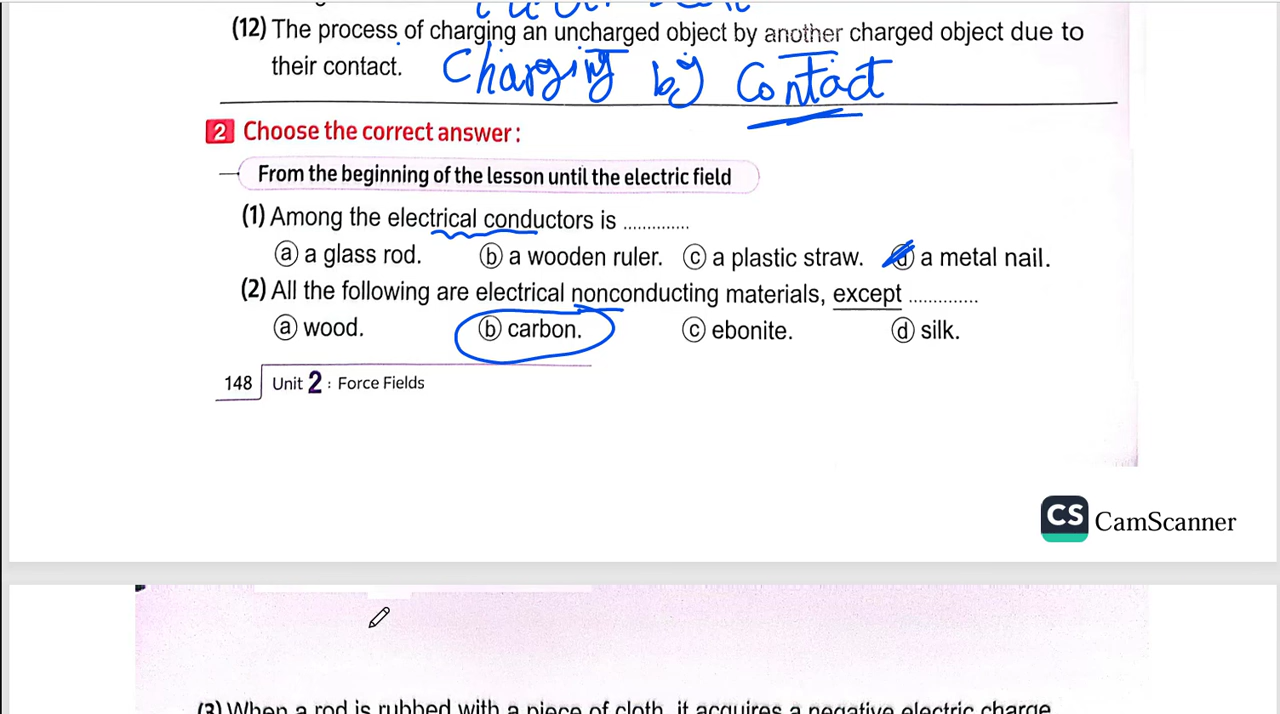 (12) The process of charging an uncharged object by another charged object due to
their contact. Charging by Contact
2 Choose the correct answer:
From the beginning of the lesson until the electric field
(1) Among the electrical conductors is ..............
ⓐ a glass rod. ⓑ a wooden ruler. ⓒ a plastic straw. ⓓ a metal nail.
(2) All the following are electrical nonconducting materials, except ..............
ⓐ wood. ⓑ carbon. ⓒ ebonite. ⓓ silk.
148 Unit 2 : Force Fields
CS CamScanner
(3) When a rod is rubbed with a piece of cloth, it acquires a negative electric charge